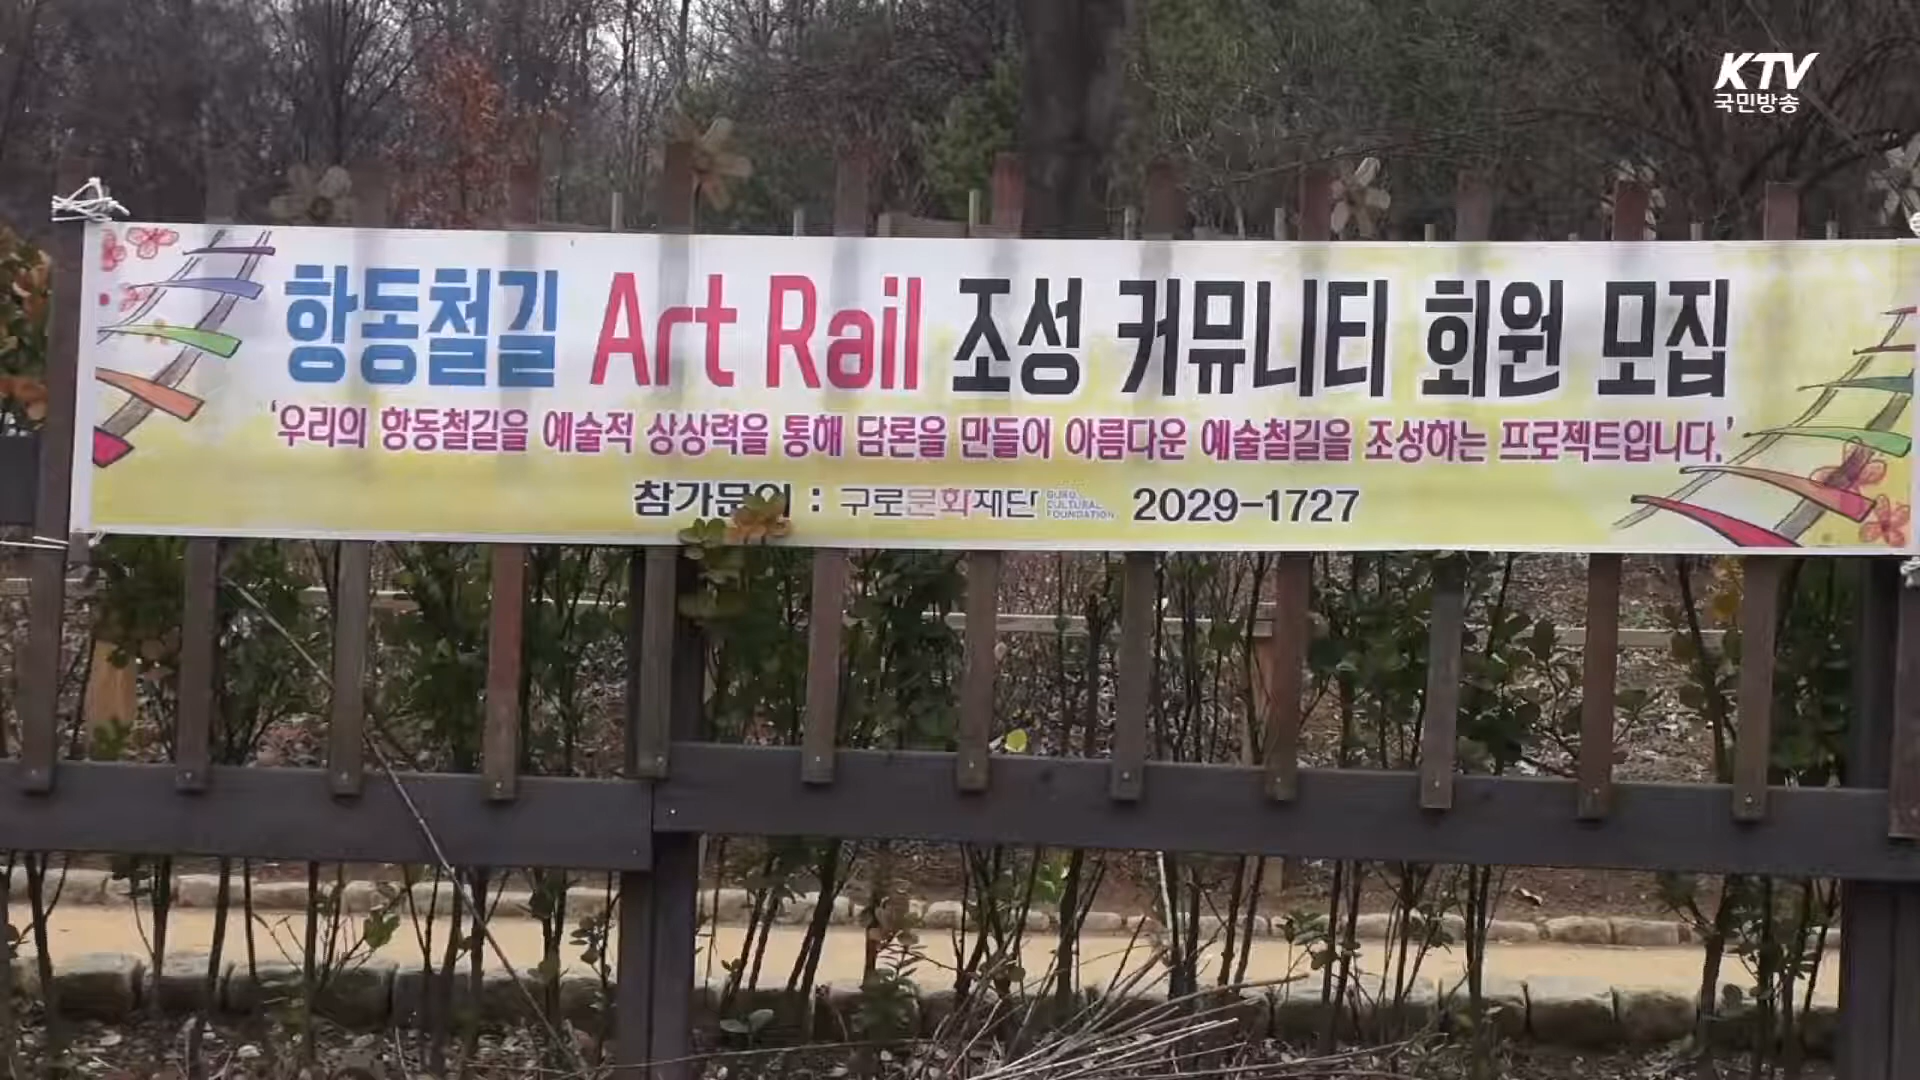 KTV
국민방송
항동철길 Art Rail 조성 커뮤니티 회원 모집
'우리의 항동철길을 예술적 상상력을 통해 담론을 만들어 아름다운 예술철길을 조성하는 프로젝트입니다.'
참가문의 : 구로문화재단 GURO CULTURAL FOUNDATION 2029-1727